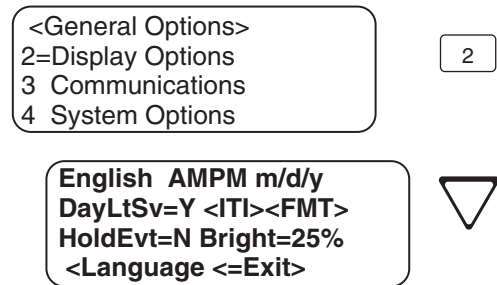 <General Options>
2=Display Options
3 Communications
4 System Options
2
English AMPM m/d/y
DayLtSv=Y <ITI><FMT>
HoldEvt=N Bright=25%
<Language <=Exit>